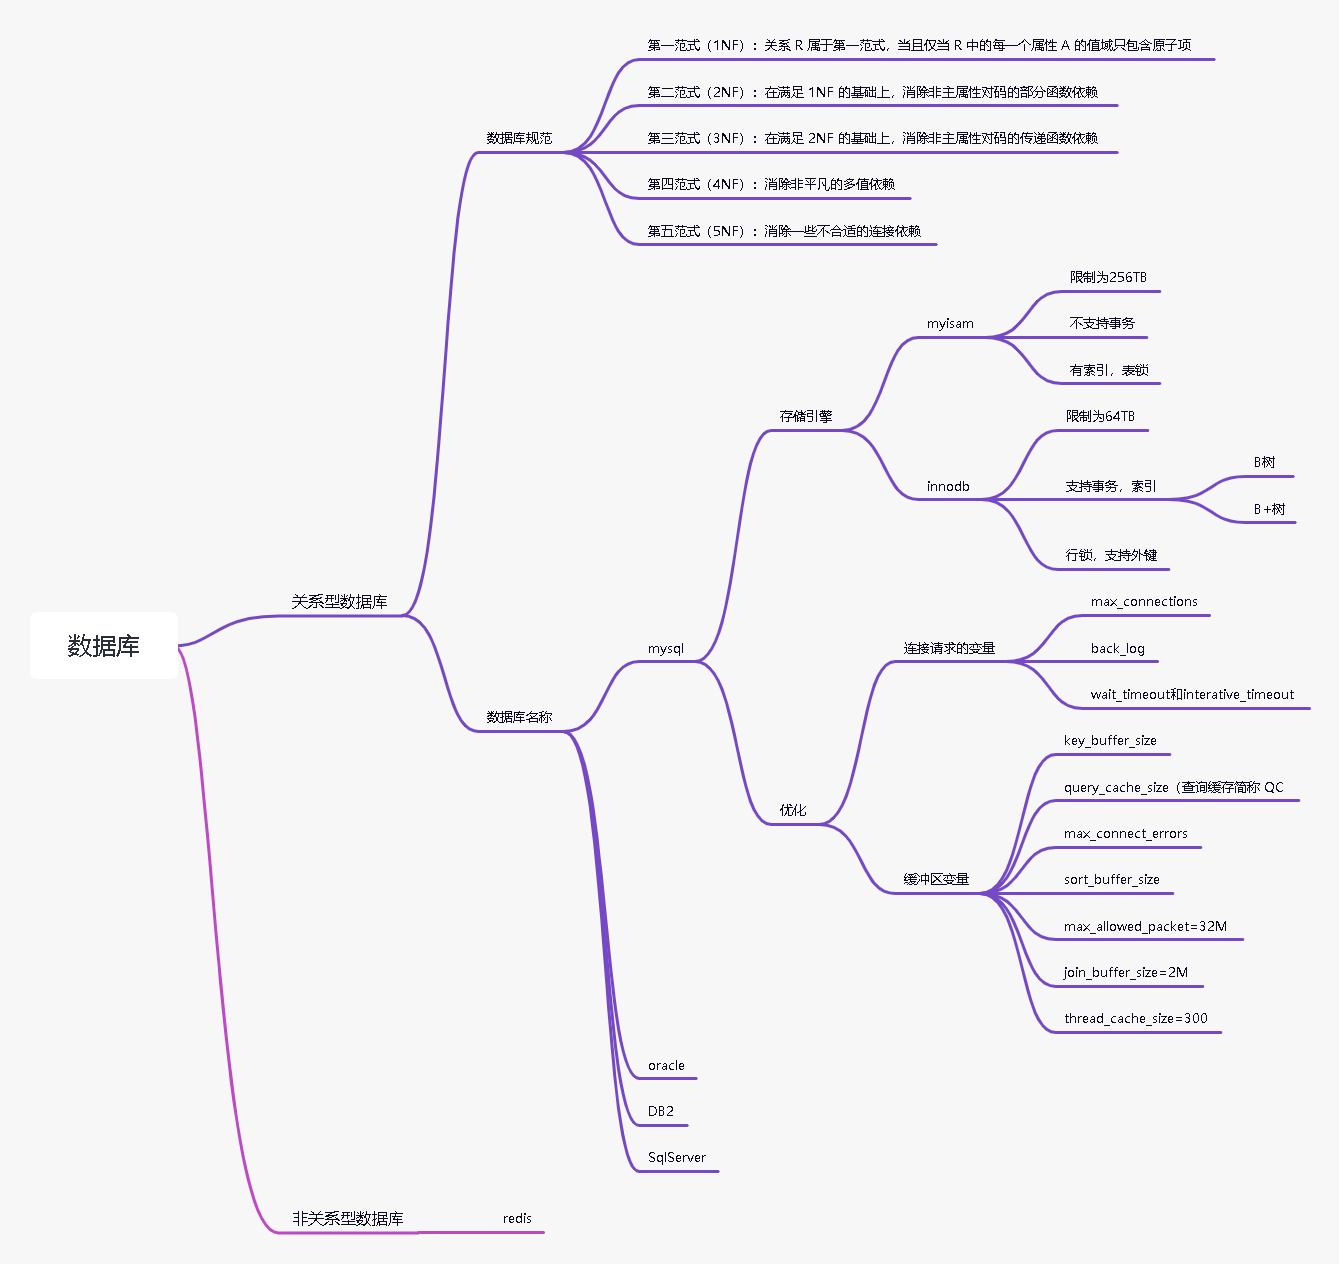 数据库
关系型数据库
数据库规范
第一范式（1NF）：关系 R 属于第一范式，当且仅当 R 中的每一个属性 A 的值域只包含原子项
第二范式（2NF）：在满足 1NF 的基础上，消除非主属性对码的部分函数依赖
第三范式（3NF）：在满足 2NF 的基础上，消除非主属性对码的传递函数依赖
第四范式（4NF）：消除非平凡的多值依赖
第五范式（5NF）：消除一些不合适的连接依赖
数据库名称
mysql
存储引擎
myisam
限制为256TB
不支持事务
有索引，表锁
innodb
限制为64TB
支持事务，索引
B树
B+树
行锁，支持外键
优化
连接请求的变量
max_connections
back_log
wait_timeout和interative_timeout
缓冲区变量
key_buffer_size
query_cache_size（查询缓存简称 QC
max_connect_errors
sort_buffer_size
max_allowed_packet=32M
join_buffer_size=2M
thread_cache_size=300
oracle
DB2
SqlServer
非关系型数据库
redis